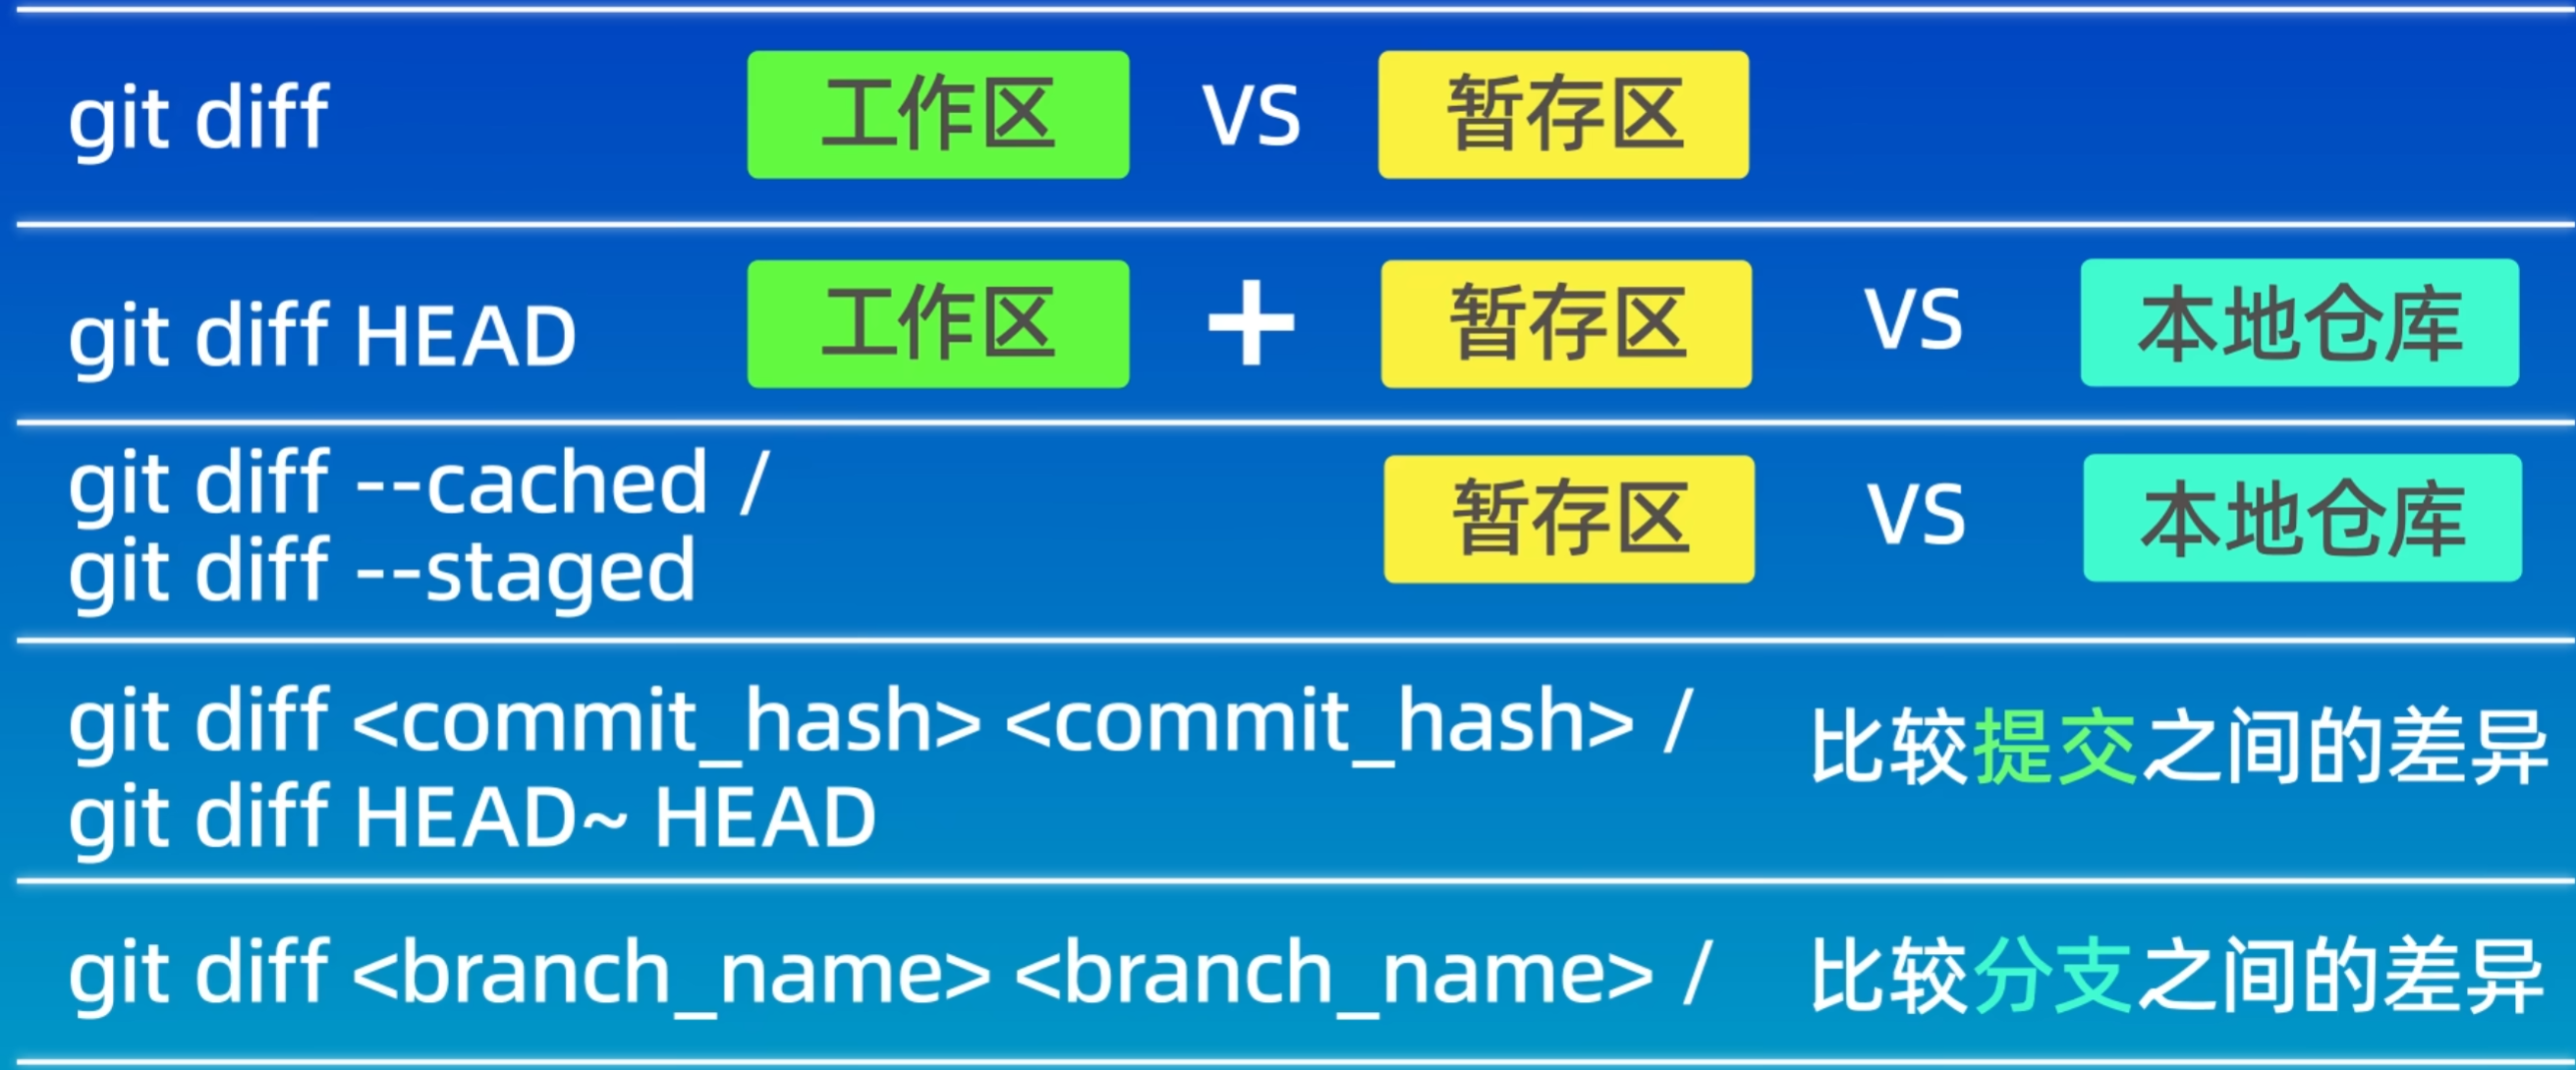 git diff 工作区 VS 暂存区
git diff HEAD 工作区 + 暂存区 VS 本地仓库
git diff --cached /
git diff --staged 暂存区 VS 本地仓库
git diff <commit_hash> <commit_hash> /
git diff HEAD~ HEAD 比较提交之间的差异
git diff <branch_name> <branch_name> / 比较分支之间的差异